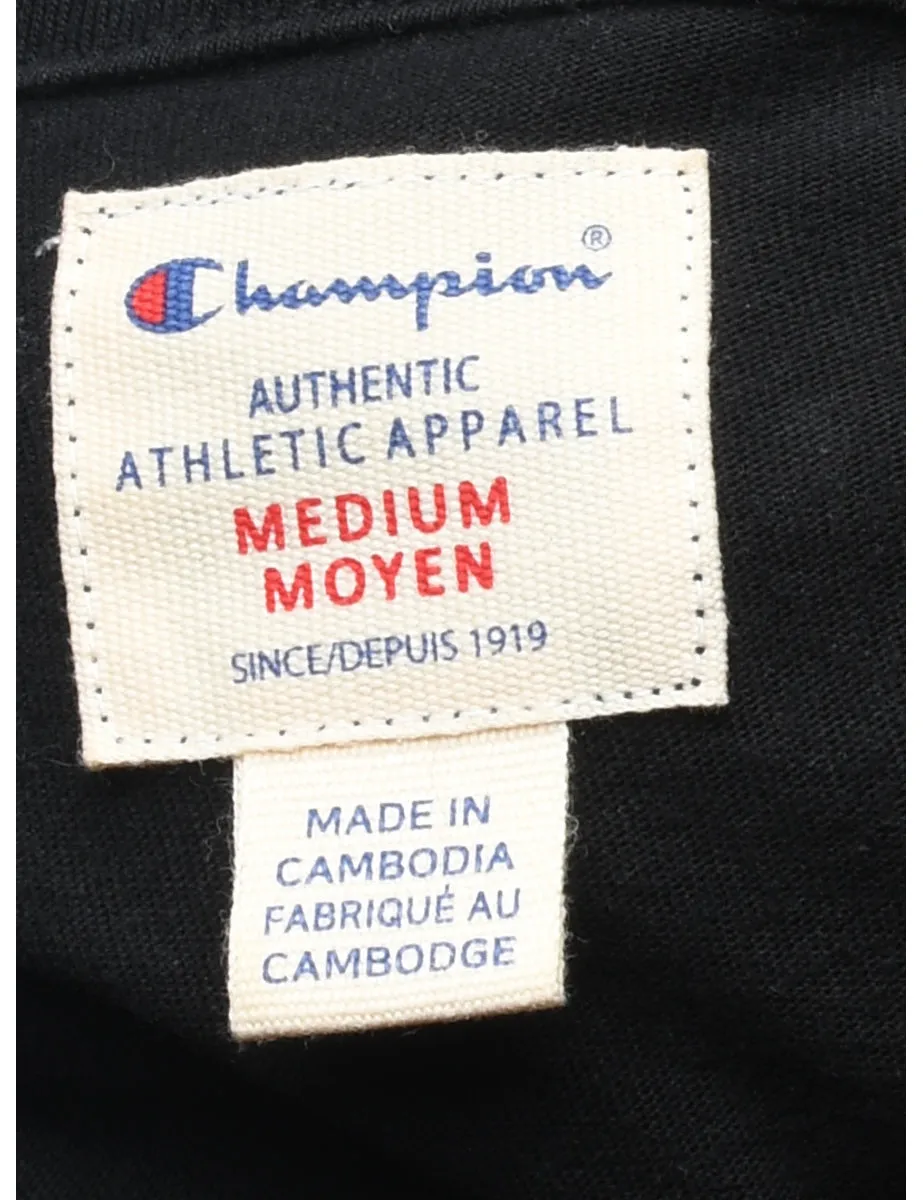 Champion®
AUTHENTIC
ATHLETIC APPAREL
MEDIUM
MOYEN
SINCE/DEPUIS 1919
MADE IN
CAMBODIA
FABRIQUÉ AU
CAMBODGE